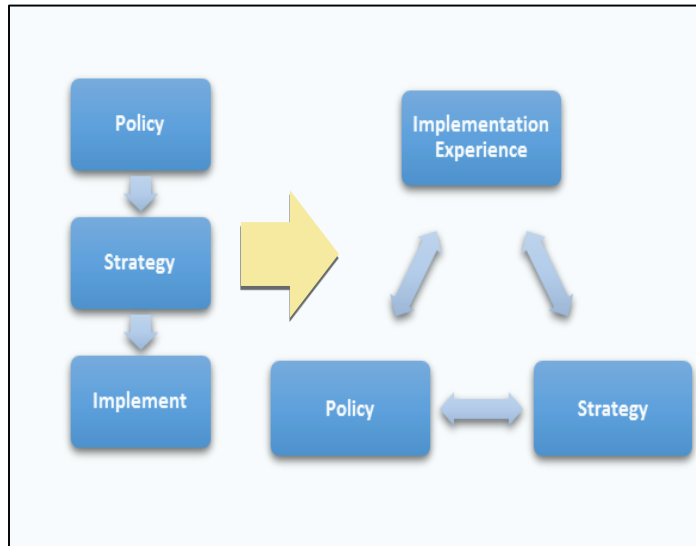 Policy
Strategy
Implement
Implementation
Experience
Policy
Strategy